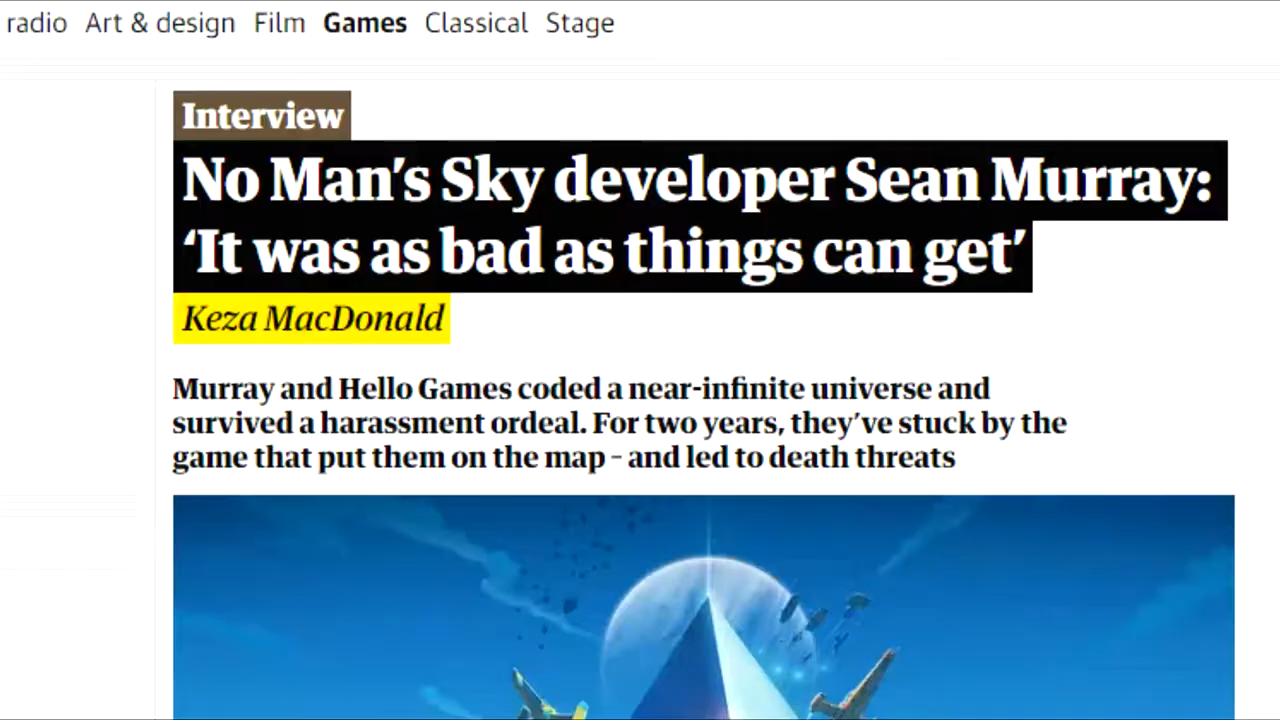 radio Art & design Film Games Classical Stage
Interview
No Man’s Sky developer Sean Murray:
‘It was as bad as things can get’
Keza MacDonald
Murray and Hello Games coded a near-infinite universe and
survived a harassment ordeal. For two years, they’ve stuck by the
game that put them on the map – and led to death threats